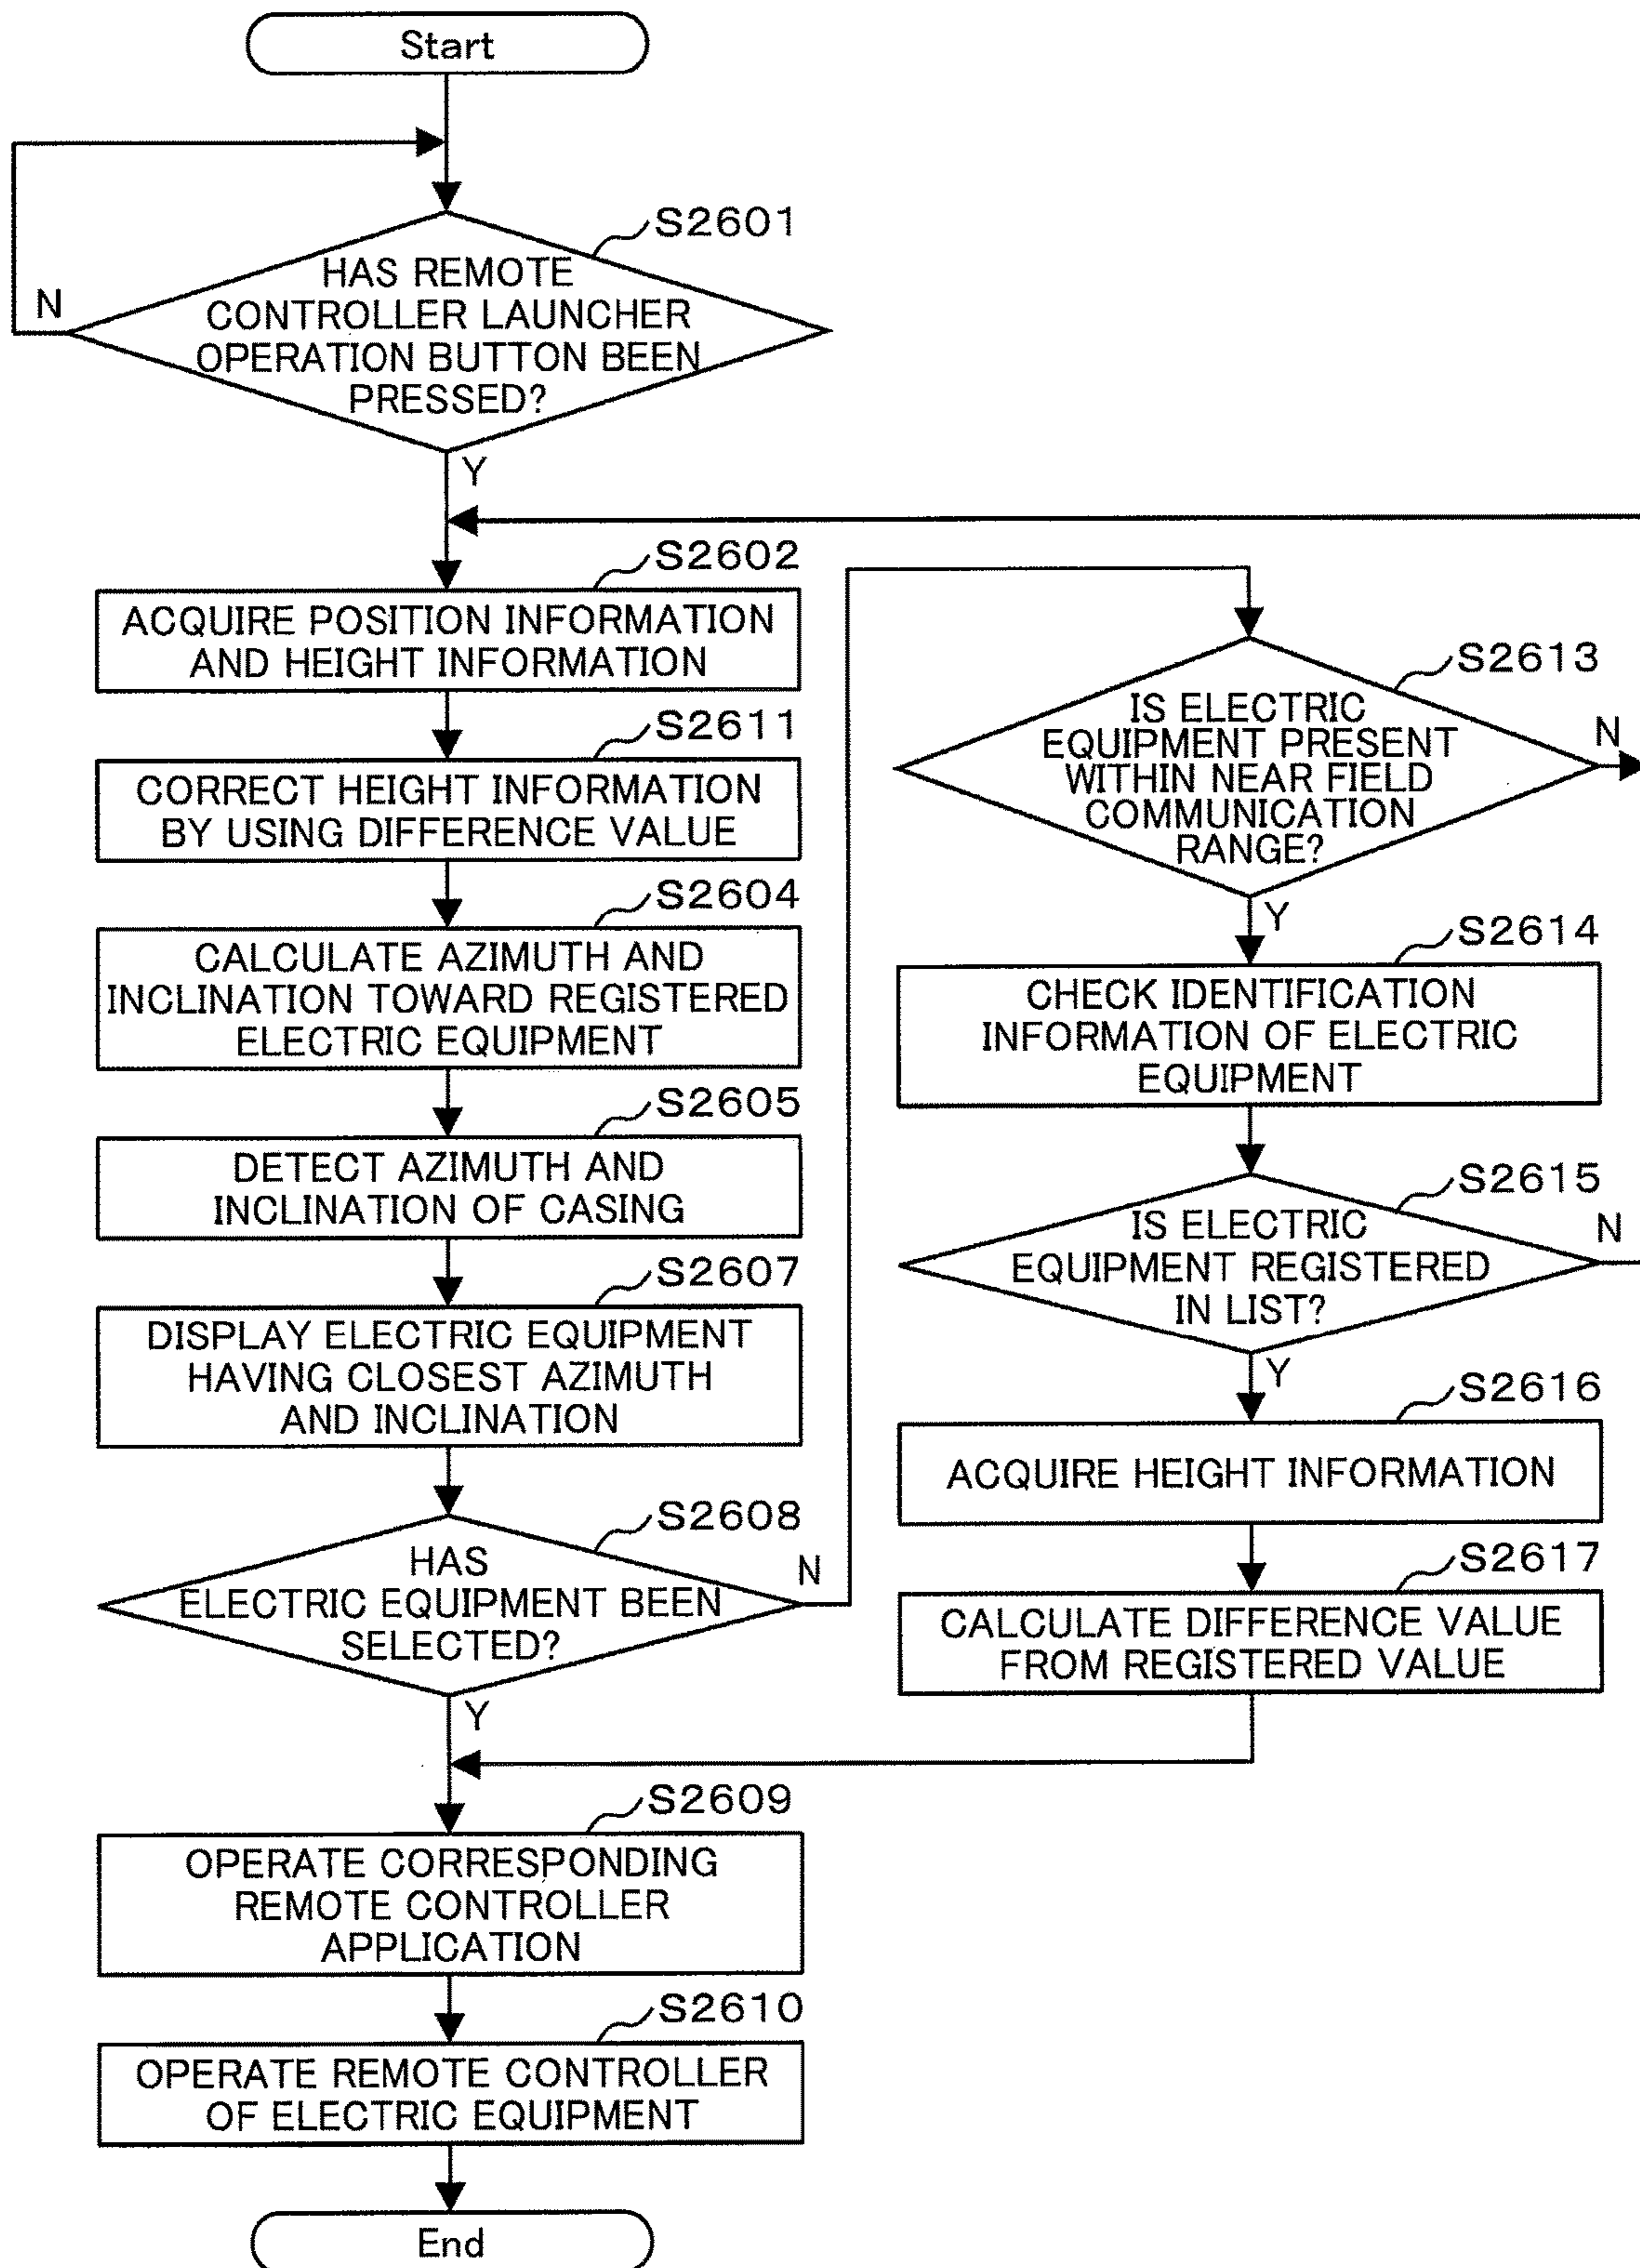 Start
S2601
HAS REMOTE
CONTROLLER LAUNCHER
OPERATION BUTTON BEEN
PRESSED?
N
Y
S2602
ACQUIRE POSITION INFORMATION
AND HEIGHT INFORMATION
S2611
CORRECT HEIGHT INFORMATION
BY USING DIFFERENCE VALUE
S2604
CALCULATE AZIMUTH AND
INCLINATION TOWARD REGISTERED
ELECTRIC EQUIPMENT
S2605
DETECT AZIMUTH AND
INCLINATION OF CASING
S2607
DISPLAY ELECTRIC EQUIPMENT
HAVING CLOSEST AZIMUTH
AND INCLINATION
S2608
HAS
ELECTRIC EQUIPMENT BEEN
SELECTED?
N
Y
S2613
IS ELECTRIC
EQUIPMENT PRESENT
WITHIN NEAR FIELD
COMMUNICATION
RANGE?
N
Y
S2614
CHECK IDENTIFICATION
INFORMATION OF ELECTRIC
EQUIPMENT
S2615
IS ELECTRIC
EQUIPMENT REGISTERED
IN LIST?
N
Y
S2616
ACQUIRE HEIGHT INFORMATION
S2617
CALCULATE DIFFERENCE VALUE
FROM REGISTERED VALUE
S2609
OPERATE CORRESPONDING
REMOTE CONTROLLER
APPLICATION
S2610
OPERATE REMOTE CONTROLLER
OF ELECTRIC EQUIPMENT
End